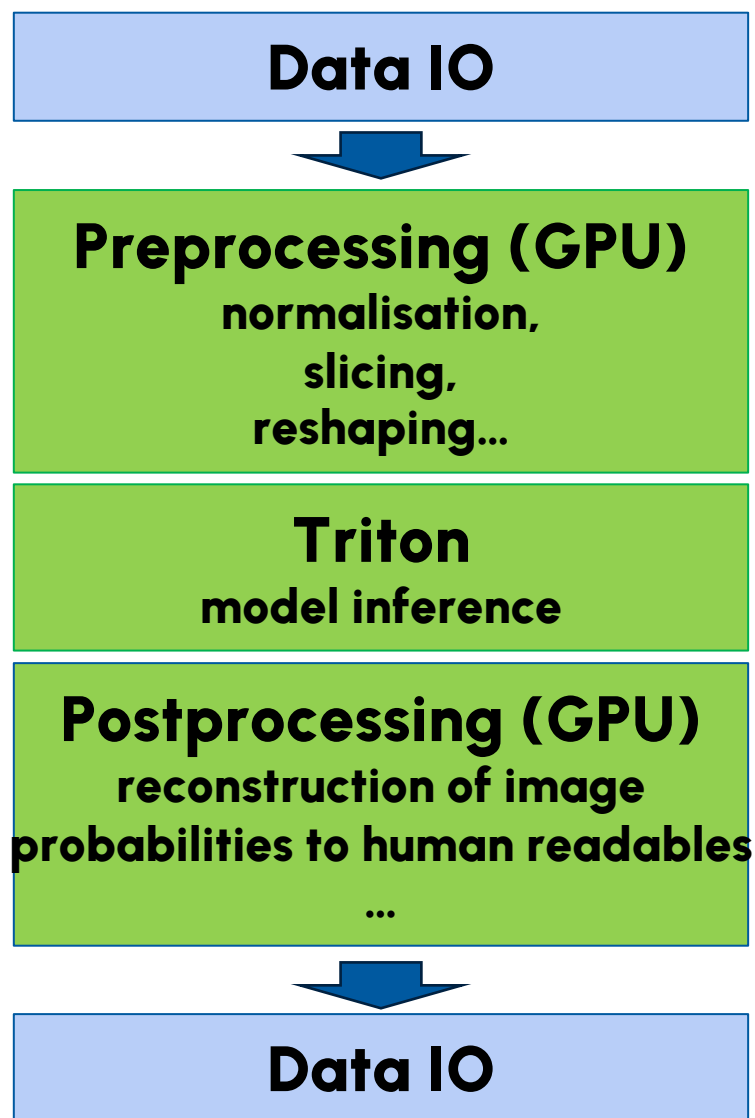 Data IO
Preprocessing (GPU)
normalisation,
slicing,
reshaping...
Triton
model inference
Postprocessing (GPU)
reconstruction of image
probabilities to human readables
...
Data IO